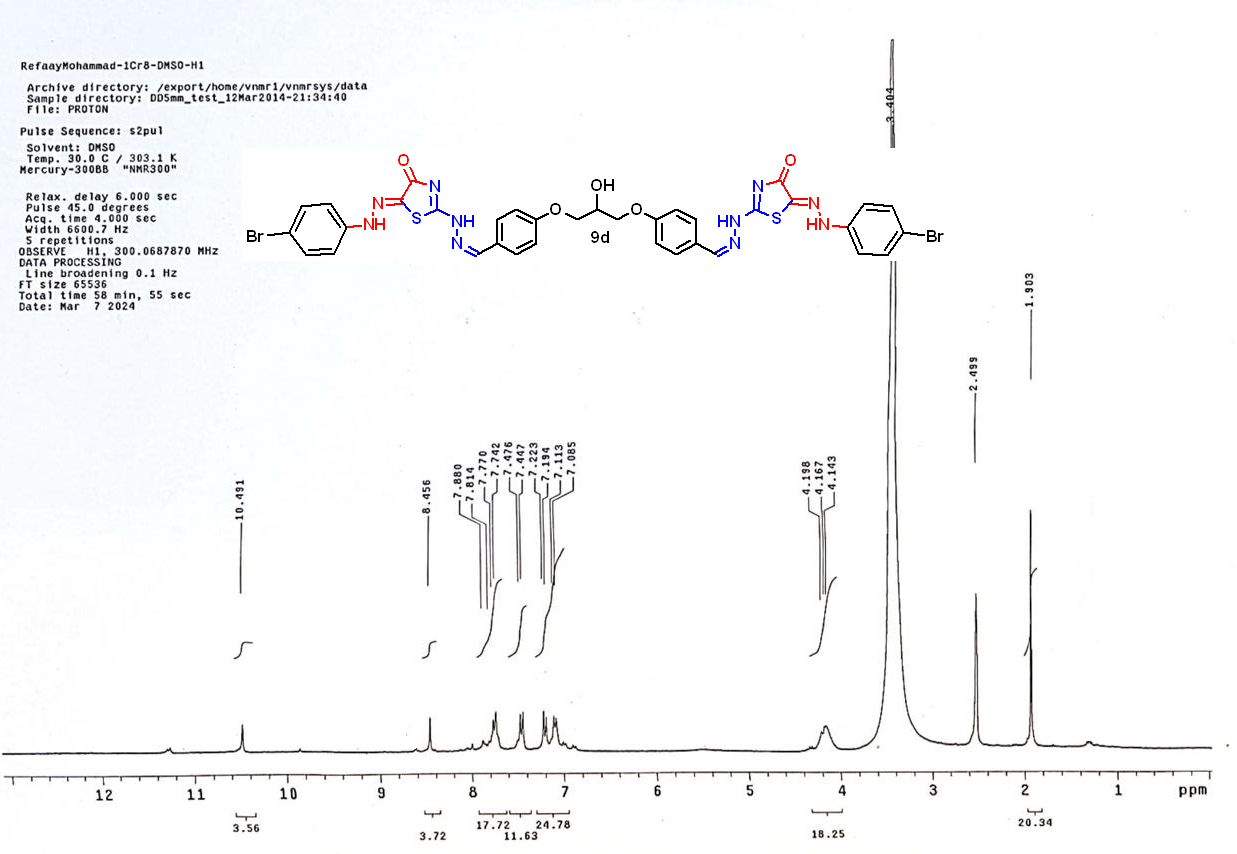 RefaayMohammad-1Cr8-DMSO-H1
Archive directory: /export/home/vnmr1/vnmrsys/data
Sample directory: DD5mm_test_12Mar2014-21:34:40
File: PROTON
Pulse Sequence: s2pul
Solvent: DMSO
Temp. 30.0 C / 303.1 K
Mercury-300BB "NMR300"
Relax. delay 6.000 sec
Pulse 45.0 degrees
Acq. time 4.000 sec
Width 6600.7 Hz
5 repetitions
OBSERVE H1, 300.0687870 MHz
DATA PROCESSING
Line broadening 0.1 Hz
FT size 65536
Total time 58 min, 55 sec
Date: Mar 7 2024
Br
N
NH
O
N
S
NH
N
O
OH
9d
O
NH
N
N
S
O
N
HN
Br
10.491
8.456
7.880
7.814
7.770
7.742
7.476
7.447
7.223
7.194
7.113
7.085
4.198
4.167
4.143
3.404
2.499
1.903
12 11 10 9 8 7 6 5 4 3 2 1 ppm
3.56
3.72
17.72
11.63
24.78
18.25
20.34